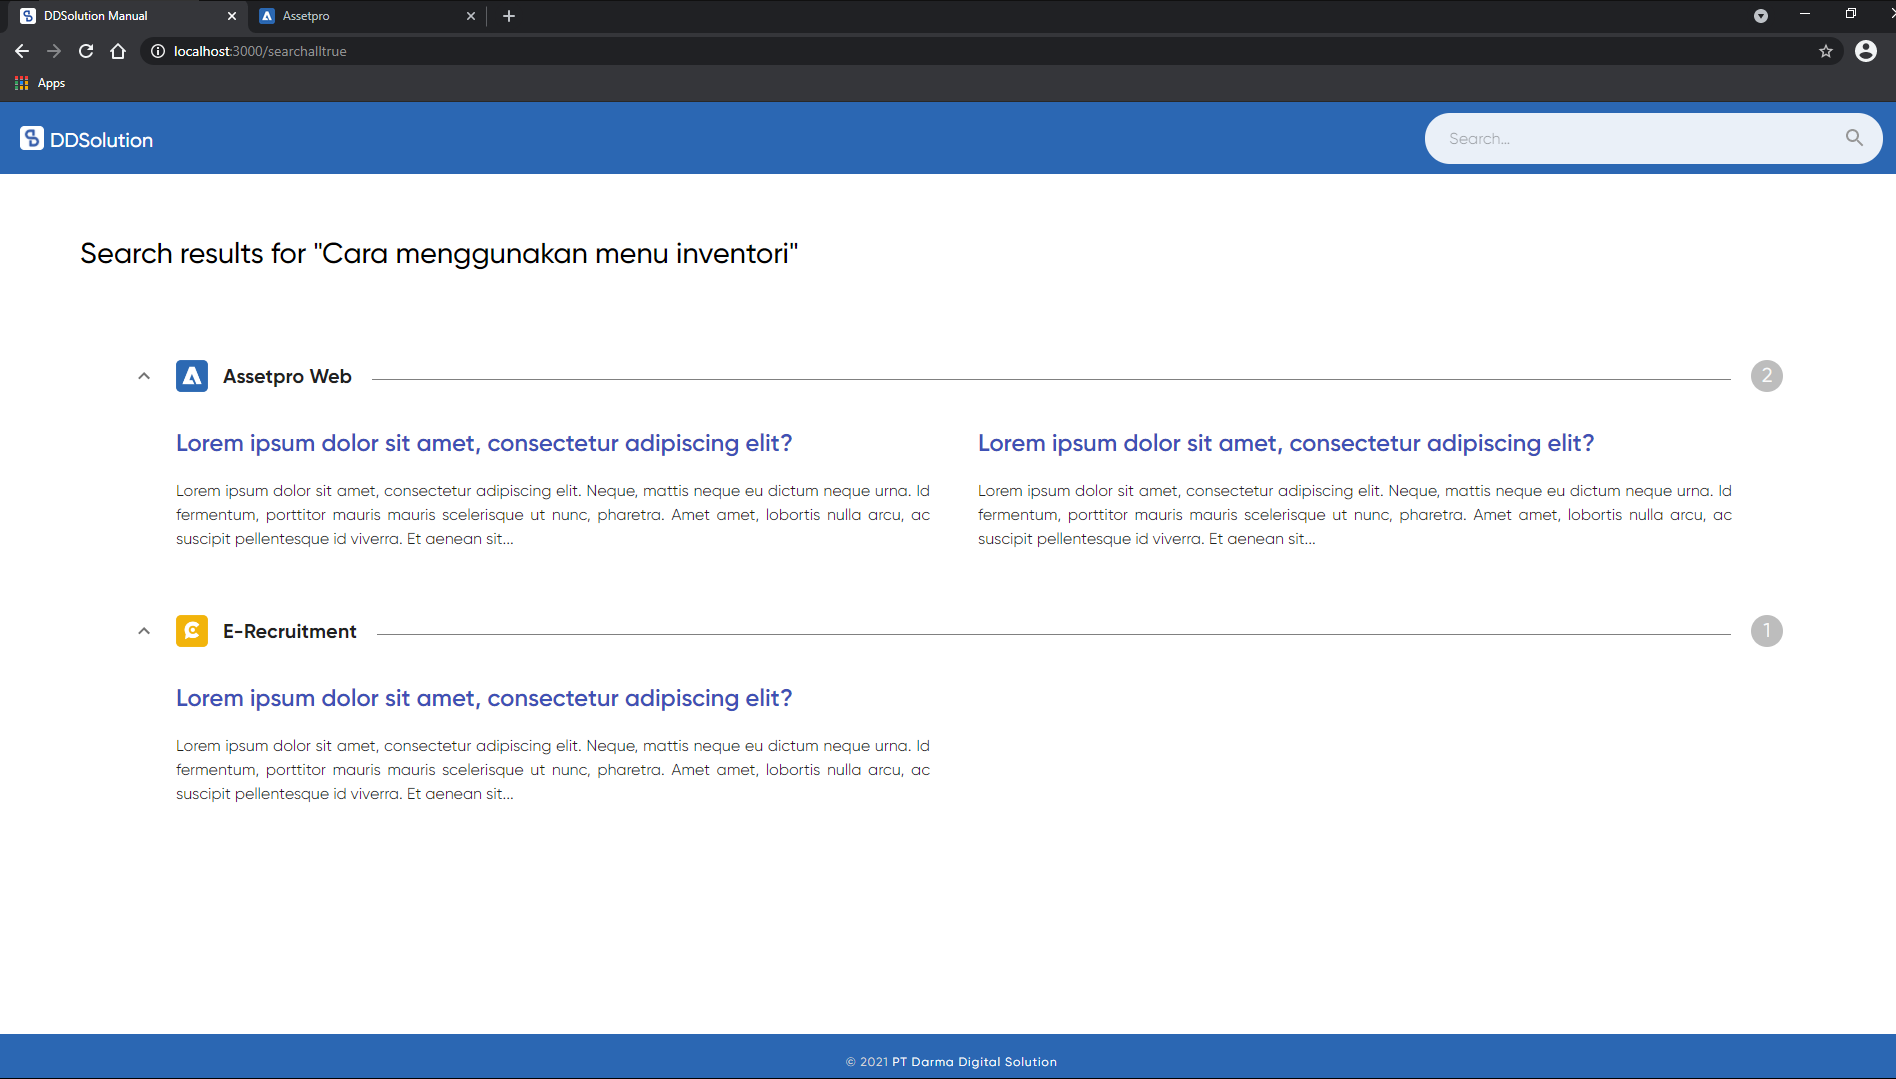 DDSolution Manual
Assetpro
localhost:3000/searchalltrue
Apps
DDSolution
Search...
Search results for "Cara menggunakan menu inventori"
Assetpro Web
2
Lorem ipsum dolor sit amet, consectetur adipiscing elit?
Lorem ipsum dolor sit amet, consectetur adipiscing elit. Neque, mattis neque eu dictum neque urna. Id
fermentum, porttitor mauris mauris scelerisque ut nunc, pharetra. Amet amet, lobortis nulla arcu, ac
suscipit pellentesque id viverra. Et aenean sit...
Lorem ipsum dolor sit amet, consectetur adipiscing elit?
Lorem ipsum dolor sit amet, consectetur adipiscing elit. Neque, mattis neque eu dictum neque urna. Id
fermentum, porttitor mauris mauris scelerisque ut nunc, pharetra. Amet amet, lobortis nulla arcu, ac
suscipit pellentesque id viverra. Et aenean sit...
E-Recruitment
1
Lorem ipsum dolor sit amet, consectetur adipiscing elit?
Lorem ipsum dolor sit amet, consectetur adipiscing elit. Neque, mattis neque eu dictum neque urna. Id
fermentum, porttitor mauris mauris scelerisque ut nunc, pharetra. Amet amet, lobortis nulla arcu, ac
suscipit pellentesque id viverra. Et aenean sit...
© 2021 PT Darma Digital Solution